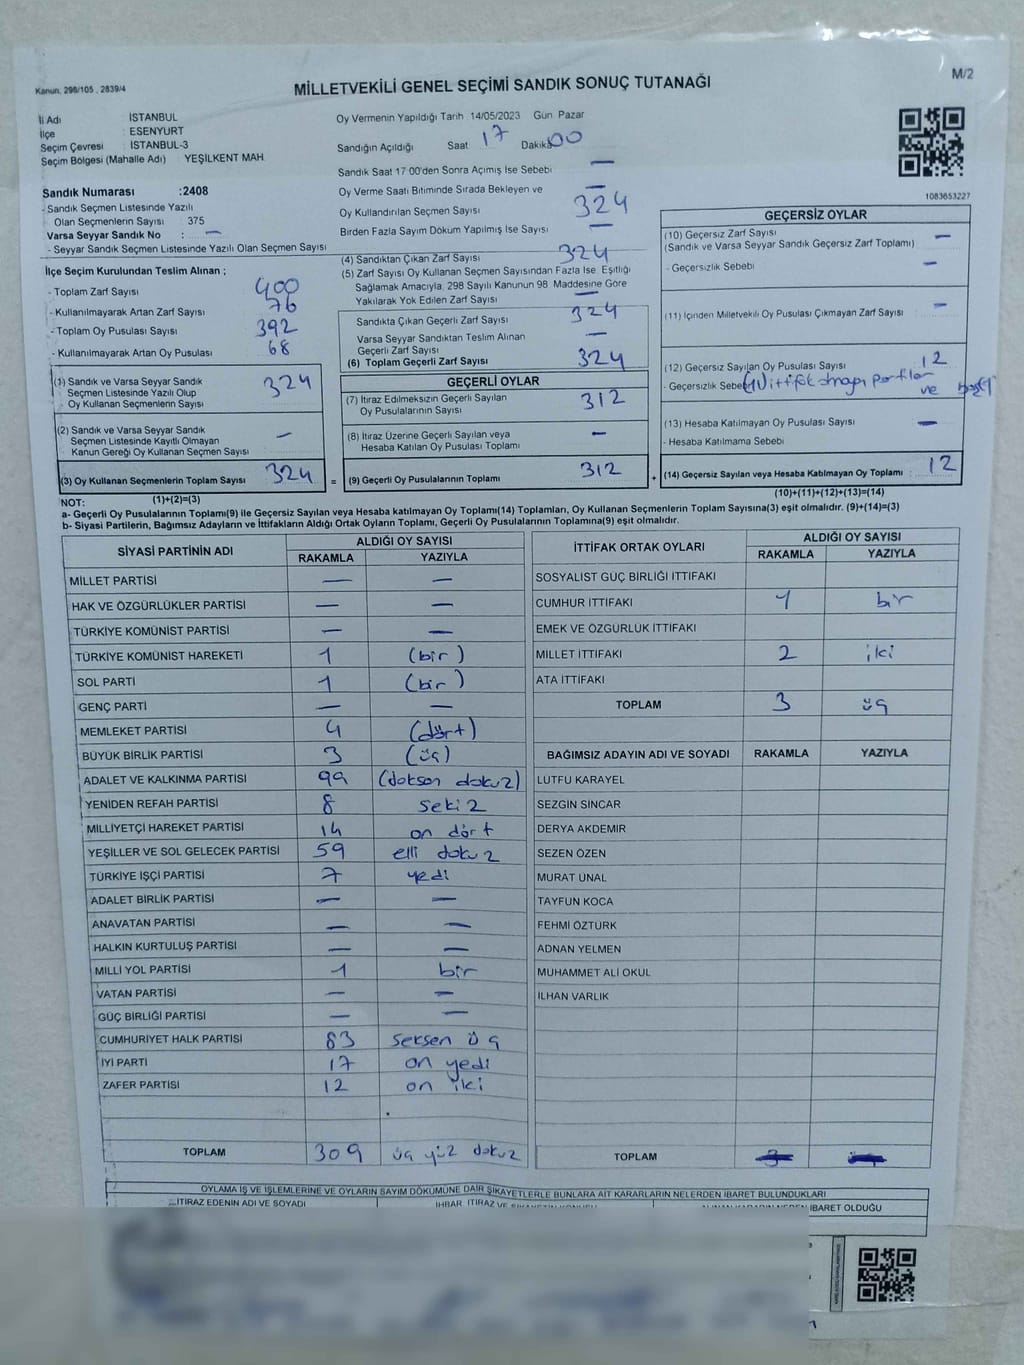 Kanun, 298/105 , 2839/4
MİLLETVEKİLİ GENEL SEÇİMİ SANDIK SONUÇ TUTANAĞI
M/2
İl Adı İSTANBUL
İlçe : ESENYURT
Seçim Çevresi : İSTANBUL-3
Seçim Bölgesi (Mahalle Adı) YEŞİLKENT MAH
Sandık Numarası :2408
- Sandık Seçmen Listesinde Yazılı
Olan Seçmenlerin Sayısı 375
Varsa Seyyar Sandık No : —
- Seyyar Sandık Seçmen Listesinde Yazılı Olan Seçmen Sayısı
Oy Vermenin Yapıldığı Tarih 14/05/2023 Gün Pazar
Sandığın Açıldığı Saat 17 Dakika 00
Sandık Saat 17 00'den Sonra Açımış İse Sebebi —
Oy Verme Saati Bitiminde Sırada Bekleyen ve —
Oy Kullandırılan Seçmen Sayısı 324
Birden Fazla Sayım Döküm Yapılmış İse Sayısı —
1083653227
İlçe Seçim Kurulundan Teslim Alınan ;
- Toplam Zarf Sayısı 400
- Kullanılmayarak Artan Zarf Sayısı 76
- Toplam Oy Pusulası Sayısı 392
- Kullanılmayarak Artan Oy Pusulası 68
(4) Sandıktan Çıkan Zarf Sayısı 324
(5) Zarf Sayısı Oy Kullanan Seçmen Sayısından Fazla İse Eşitliği
Sağlamak Amacıyla, 298 Sayılı Kanunun 98 Maddesine Göre
Yakılarak Yok Edilen Zarf Sayısı —
Sandıkta Çıkan Geçerli Zarf Sayısı 324
Varsa Seyyar Sandıktan Teslim Alınan
Geçerli Zarf Sayısı —
(6) Toplam Geçerli Zarf Sayısı 324
GEÇERSİZ OYLAR
(10) Geçersiz Zarf Sayısı
(Sandık ve Varsa Seyyar Sandık Geçersiz Zarf Toplamı) —
- Geçersizlik Sebebi —
(11) İçinden Milletvekili Oy Pusulası Çıkmayan Zarf Sayısı —
(12) Geçersiz Sayılan Oy Pusulası Sayısı 12
- Geçersizlik Sebebi ittifak olmayan partiler
ve
(13) Hesaba Katılmayan Oy Pusulası Sayısı —
- Hesaba Katılmama Sebebi
(14) Geçersiz Sayılan veya Hesaba Katılmayan Oy Toplamı : 12
(1) Sandık ve Varsa Seyyar Sandık
Seçmen Listesinde Yazılı Olup
Oy Kullanan Seçmenlerin Sayısı 324
(2) Sandık ve Varsa Seyyar Sandık
Seçmen Listesinde Kayıtlı Olmayan
Kanun Gereği Oy Kullanan Seçmen Sayısı —
(3) Oy Kullanan Seçmenlerin Toplam Sayısı 324
=
GEÇERLİ OYLAR
(7) İtiraz Edilmeksizin Geçerli Sayılan
Oy Pusulalarının Sayısı 312
(8) İtiraz Üzerine Geçerli Sayılan veya
Hesaba Katılan Oy Pusulası Toplamı —
(9) Geçerli Oy Pusulalarının Toplamı 312
+
NOT: (1)+(2)=(3) (10)+(11)+(12)+(13)=(14)
a- Geçerli Oy Pusulalarının Toplamı(9) ile Geçersiz Sayılan veya Hesaba katılmayan Oy Toplamı(14) Toplamları, Oy Kullanan Seçmenlerin Toplam Sayısına(3) eşit olmalıdır. (9)+(14)=(3)
b- Siyasi Partilerin, Bağımsız Adayların ve İttifakların Aldığı Ortak Oyların Toplamı, Geçerli Oy Pusulalarının Toplamına(9) eşit olmalıdır.
SİYASİ PARTİNİN ADI ALDIĞI OY SAYISI
RAKAMLA YAZIYLA
MİLLET PARTİSİ — —
HAK VE ÖZGÜRLÜKLER PARTİSİ — —
TÜRKİYE KOMÜNİST PARTİSİ — —
TÜRKİYE KOMÜNİST HAREKETİ 1 (bir)
SOL PARTİ 1 (bir)
GENÇ PARTİ — —
MEMLEKET PARTİSİ 4 (dört)
BÜYÜK BİRLİK PARTİSİ 3 (üç)
ADALET VE KALKINMA PARTİSİ 99 (doksan dokuz)
YENİDEN REFAH PARTİSİ 8 sekiz
MİLLİYETÇİ HAREKET PARTİSİ 14 on dört
YEŞİLLER VE SOL GELECEK PARTİSİ 59 elli dokuz
TÜRKİYE İŞÇİ PARTİSİ 7 yedi
ADALET BİRLİK PARTİSİ — —
ANAVATAN PARTİSİ — —
HALKIN KURTULUŞ PARTİSİ — —
MİLLİ YOL PARTİSİ 1 bir
VATAN PARTİSİ — —
GÜÇ BİRLİĞİ PARTİSİ — —
CUMHURİYET HALK PARTİSİ 83 seksen üç
İYİ PARTİ 17 on yedi
ZAFER PARTİSİ 12 on iki
TOPLAM 309 üç yüz dokuz
İTTİFAK ORTAK OYLARI ALDIĞI OY SAYISI
RAKAMLA YAZIYLA
SOSYALİST GÜÇ BİRLİĞİ İTTİFAKI
CUMHUR İTTİFAKI 1 bir
EMEK VE ÖZGÜRLÜK İTTİFAKI
MİLLET İTTİFAKI 2 iki
ATA İTTİFAKI
TOPLAM 3 üç
BAĞIMSIZ ADAYIN ADI VE SOYADI RAKAMLA YAZIYLA
LÜTFÜ KARAYEL
SEZGİN SİNCAR
DERYA AKDEMİR
SEZEN ÖZEN
MURAT ÜNAL
TAYFUN KOCA
FEHMİ ÖZTÜRK
ADNAN YELMEN
MUHAMMET ALİ OKUL
İLHAN VARLIK
TOPLAM
OYLAMA İŞ VE İŞLEMLERİNE VE OYLARIN SAYIM DÖKÜMÜNE DAİR ŞİKAYETLERLE BUNLARA AİT KARARLARIN NELERDEN İBARET BULUNDUKLARI
İTİRAZ EDENİN ADI VE SOYADI
İHBAR, İTİRAZ VE
İBARET OLDUĞU